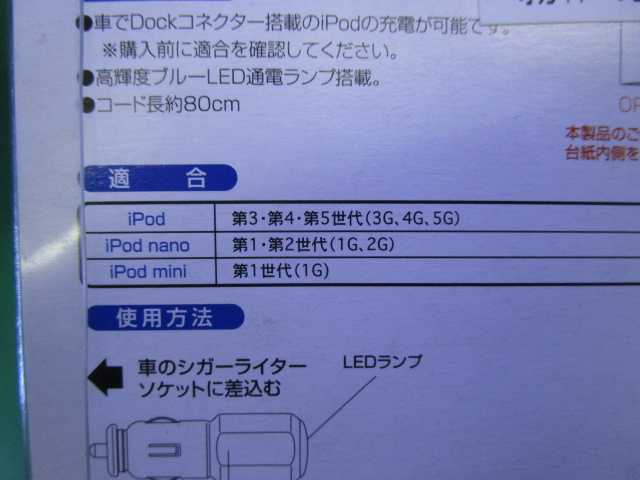 ●車でDockコネクター搭載のiPodの充電が可能です。
※購入前に適合を確認してください。
●高輝度ブルーLED通電ランプ搭載。
●コード長約80cm
OP
本製品のご
台紙内側を
適 合
iPod 第3・第4・第5世代(3G、4G、5G)
iPod nano 第1・第2世代(1G、2G)
iPod mini 第1世代(1G)
使用方法
車のシガーライター
ソケットに差込む
LEDランプ